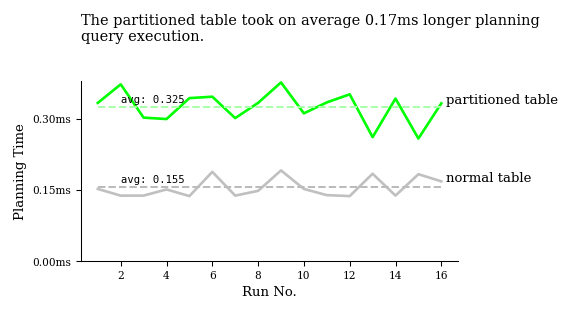 The partitioned table took on average 0.17ms longer planning
query execution.
avg: 0.325
partitioned table
0.30ms
avg: 0.155
normal table
0.15ms
0.00ms
Planning Time
2 4 6 8 10 12 14 16
Run No.